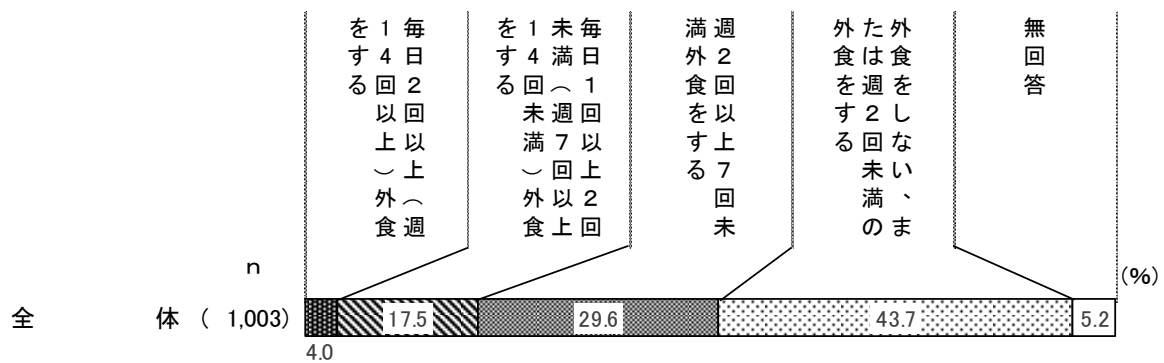 毎日２回以上（週
１４回以上）外食
をする
毎日１回以上２回
未満（週７回以上
１４回未満）外食
をする
週２回以上７回未
満外食をする
外食をしない、ま
たは週２回未満の
外食をする
無回答
ｎ
(%)
全体 ( 1,003)
17.5
29.6
43.7
5.2
4.0